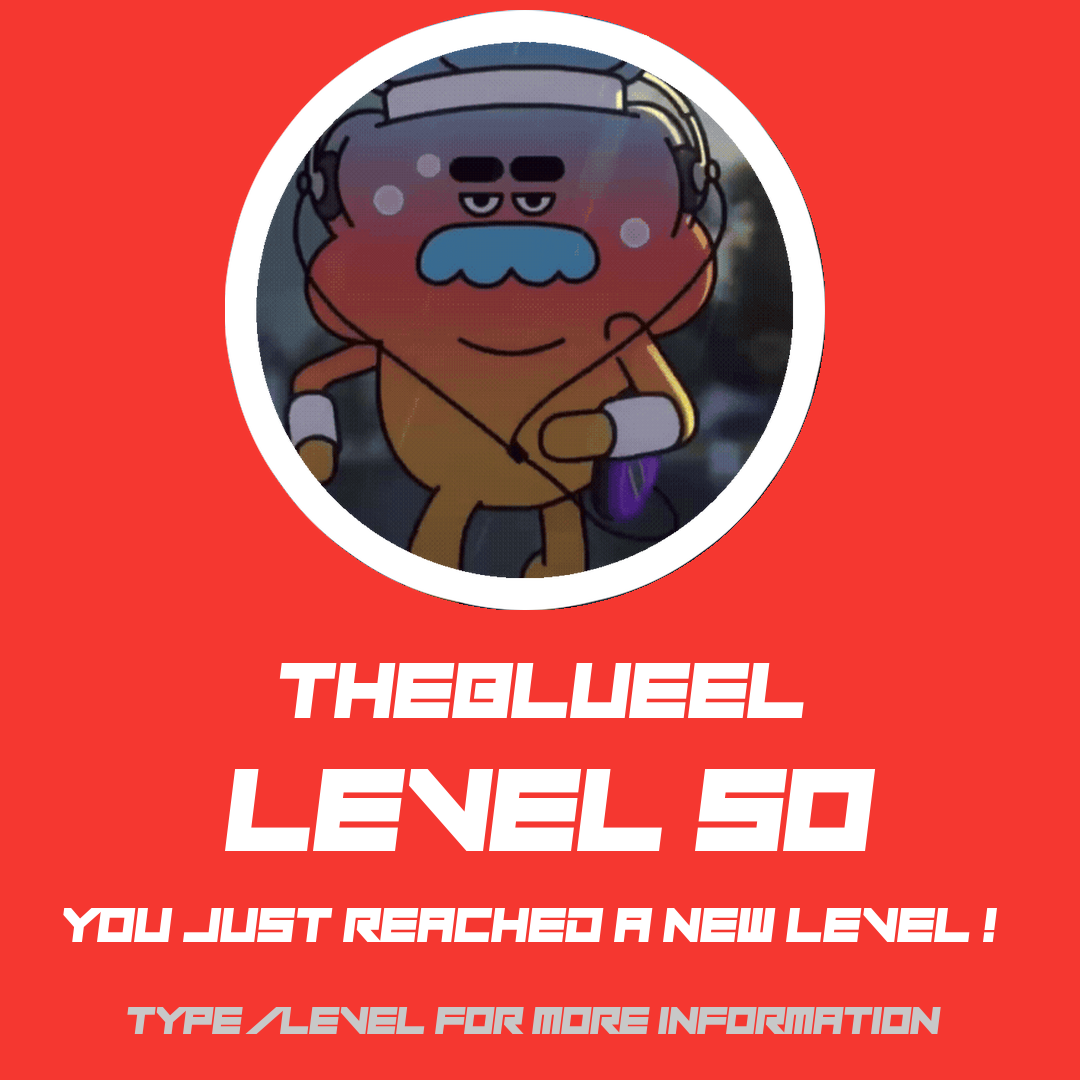 THEBLUEEL
LEVEL 50
YOU JUST REACHED A NEW LEVEL !
TYPE /LEVEL FOR MORE INFORMATION